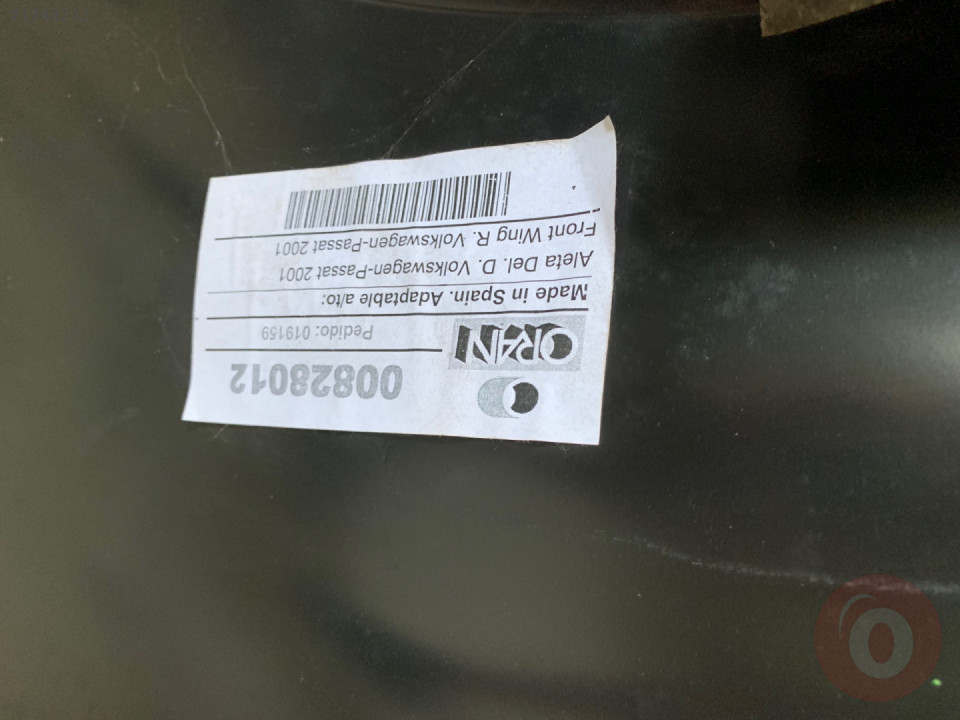 00828012
ORAN
Pedido: 019159
Made in Spain. Adaptable a/to:
Aleta Del. D. Volkswagen-Passat 2001
Front Wing R. Volkswagen-Passat 2001
O